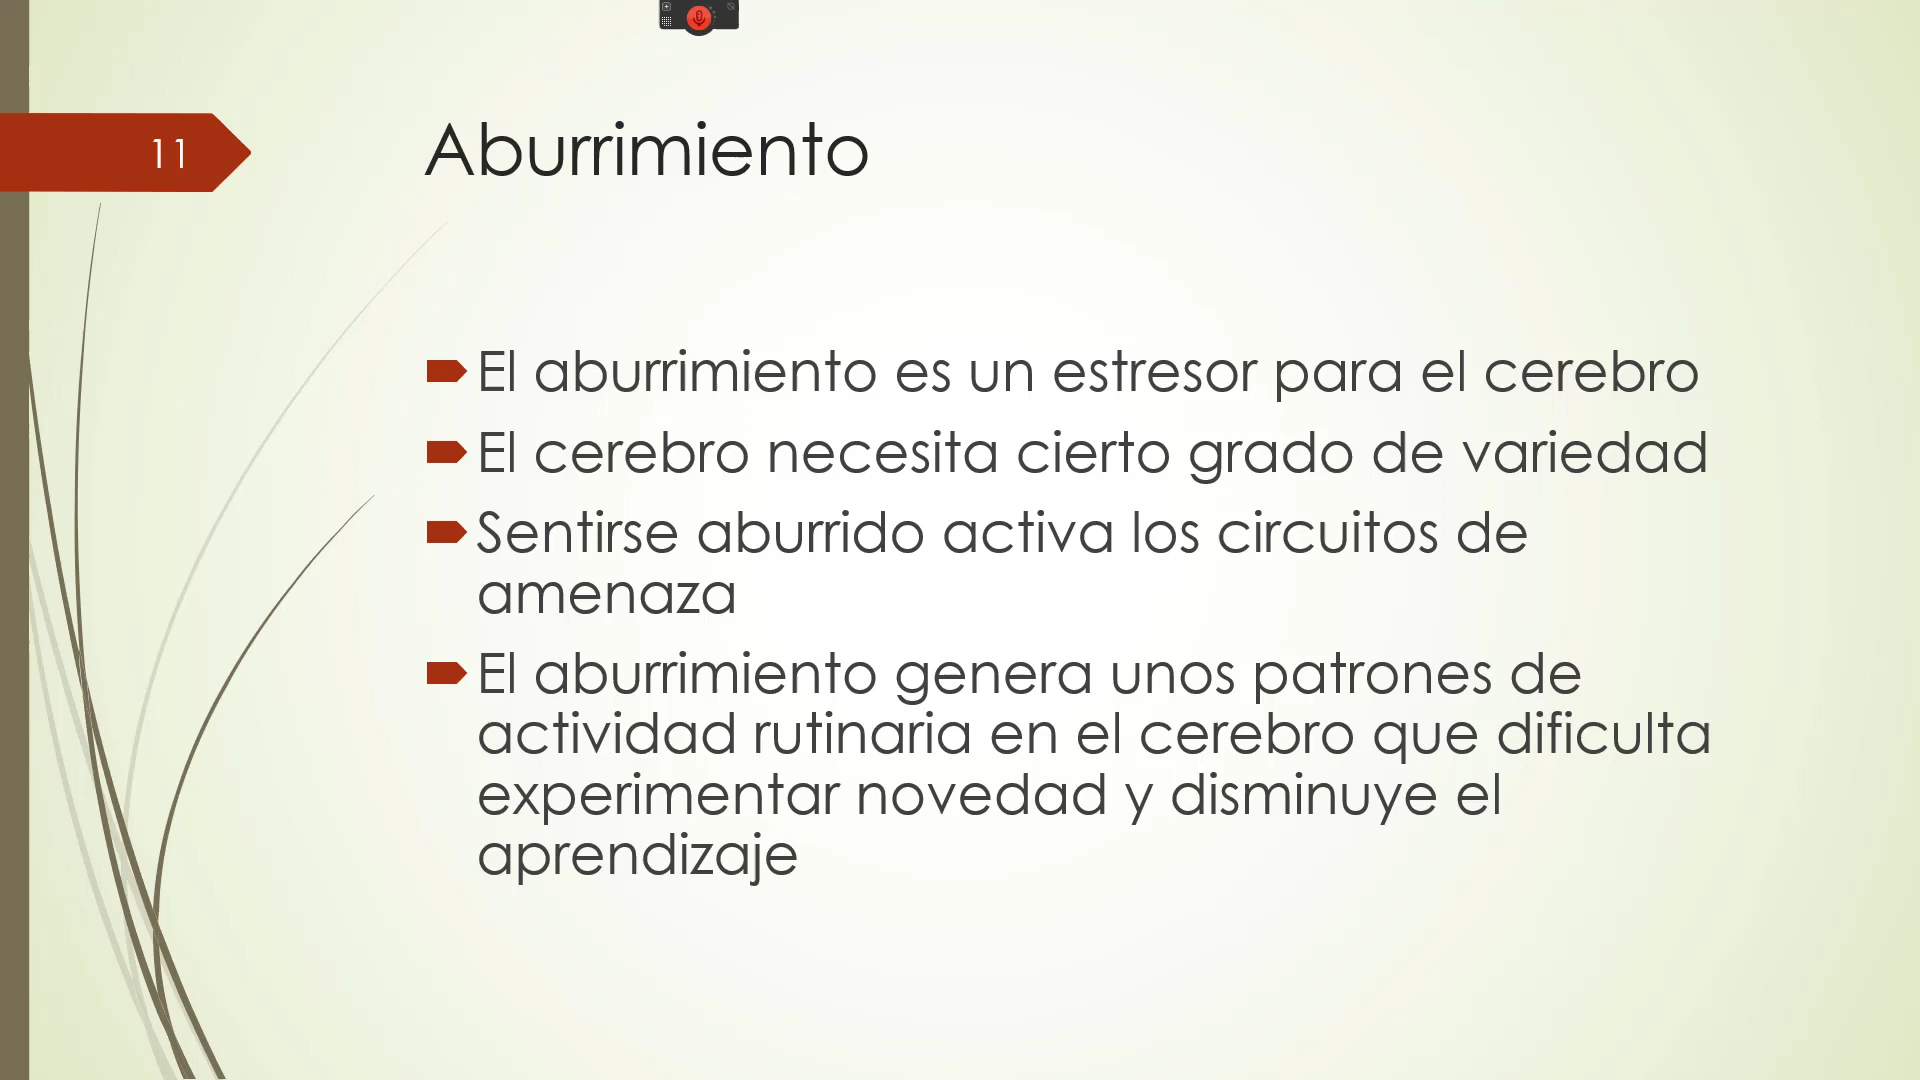 11
Aburrimiento
El aburrimiento es un estresor para el cerebro
El cerebro necesita cierto grado de variedad
Sentirse aburrido activa los circuitos de
amenaza
El aburrimiento genera unos patrones de
actividad rutinaria en el cerebro que dificulta
experimentar novedad y disminuye el
aprendizaje